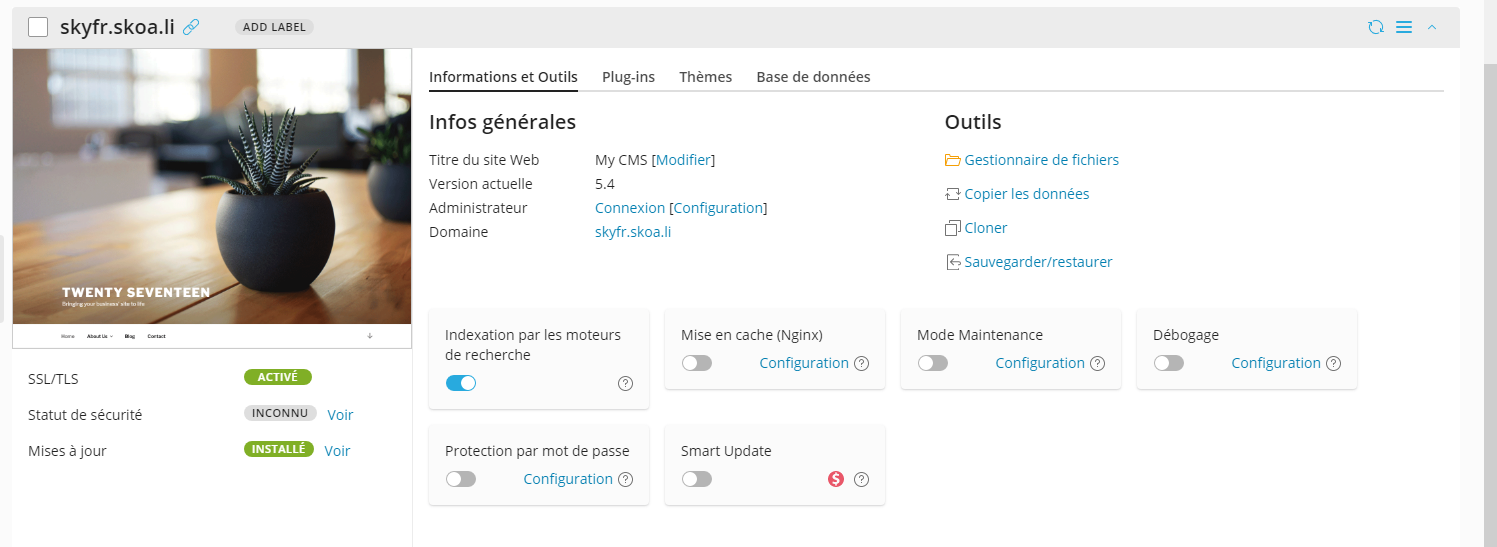 skyfr.skoa.li
ADD LABEL
TWENTY SEVENTEEN
Bringing your business' site to life
Home About Us Blog Contact
SSL/TLS ACTIVÉ
Statut de sécurité INCONNU Voir
Mises à jour INSTALLÉ Voir
Informations et Outils Plug-ins Thèmes Base de données
Infos générales
Titre du site Web My CMS [Modifier]
Version actuelle 5.4
Administrateur Connexion [Configuration]
Domaine skyfr.skoa.li
Outils
Gestionnaire de fichiers
Copier les données
Cloner
Sauvegarder/restaurer
Indexation par les moteurs
de recherche
Mise en cache (Nginx)
Configuration
Mode Maintenance
Configuration
Débogage
Configuration
Protection par mot de passe
Configuration
Smart Update